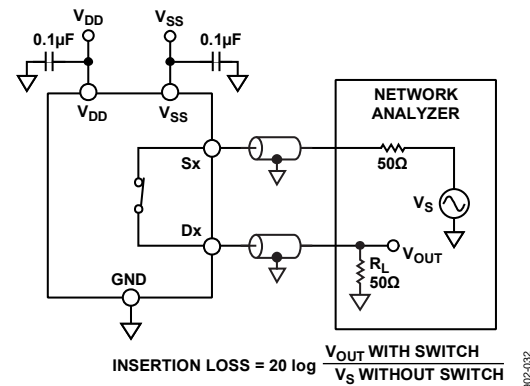 VDD
VSS
0.1µF
0.1µF
VDD
VSS
NETWORK
ANALYZER
Sx
50Ω
VS
Dx
VOUT
RL
50Ω
GND
INSERTION LOSS = 20 log VOUT WITH SWITCH
VS WITHOUT SWITCH